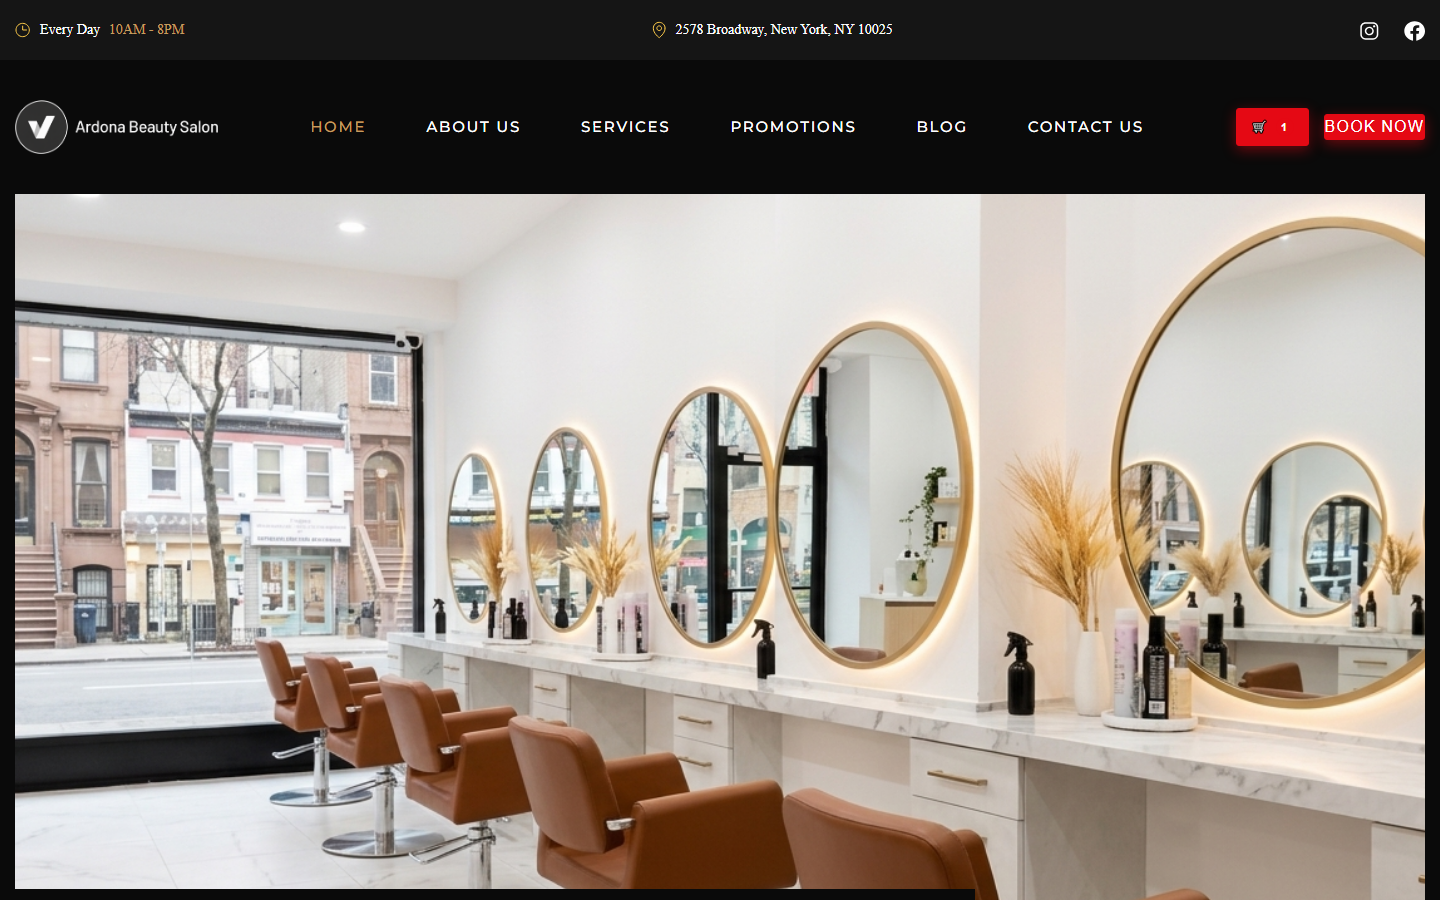 Every Day 10AM - 8PM
2578 Broadway, New York, NY 10025
Ardona Beauty Salon
HOME
ABOUT US
SERVICES
PROMOTIONS
BLOG
CONTACT US
1
BOOK NOW